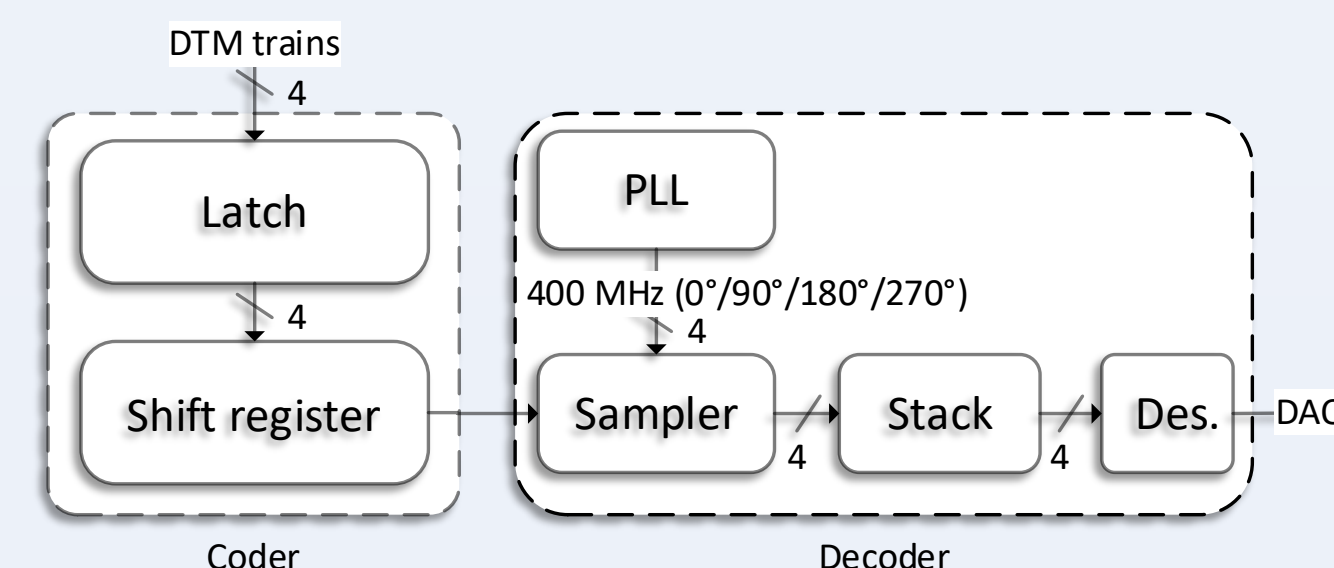 DTM trains
4
Latch
4
Shift register
Coder
PLL
400 MHz (0°/90°/180°/270°)
4
Sampler
4
Stack
4
Des.
Decoder